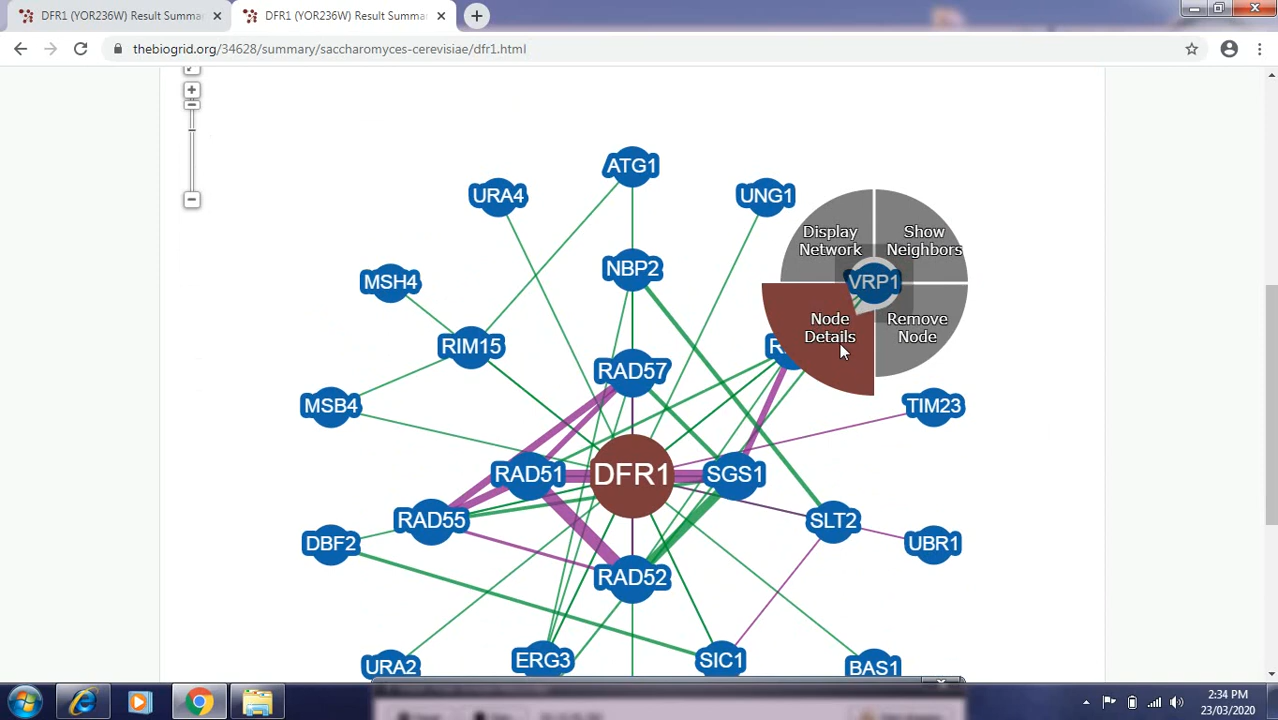 DFR1 (YOR236W) Result Summa
DFR1 (YOR236W) Result Summa
thebiogrid.org/34628/summary/saccharomyces-cerevisiae/dfr1.html
ATG1
URA4
UNG1
Display Network
Show Neighbors
NBP2
MSH4
VRP1
Node Details
Remove Node
RIM15
RAD57
MSB4
TIM23
RAD51
DFR1
SGS1
RAD55
SLT2
DBF2
UBR1
RAD52
ERG3
SIC1
URA2
BAS1
2:34 PM
23/03/2020